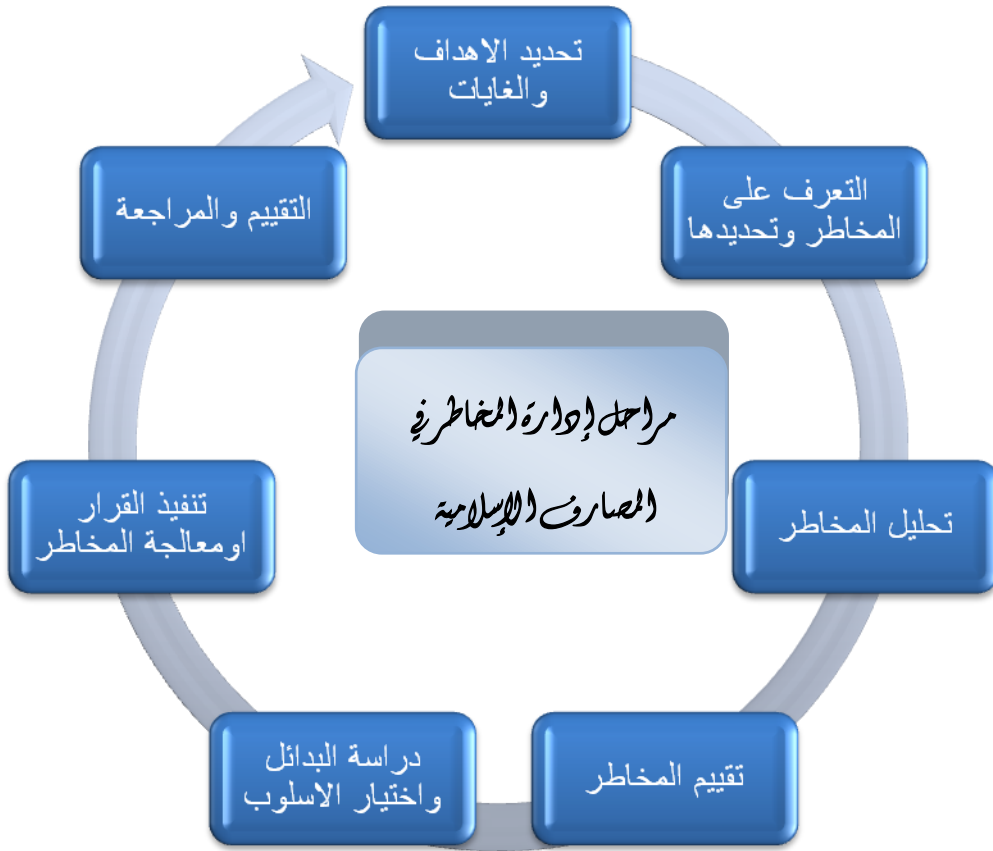 تحديد الاهداف
والغايات
التعرف على
المخاطر وتحديدها
تحليل المخاطر
تقييم المخاطر
دراسة البدائل
واختيار الاسلوب
تنفيذ القرار
اومعالجة المخاطر
التقييم والمراجعة
مراحل إدارة المخاطر في
المصارف الإسلامية